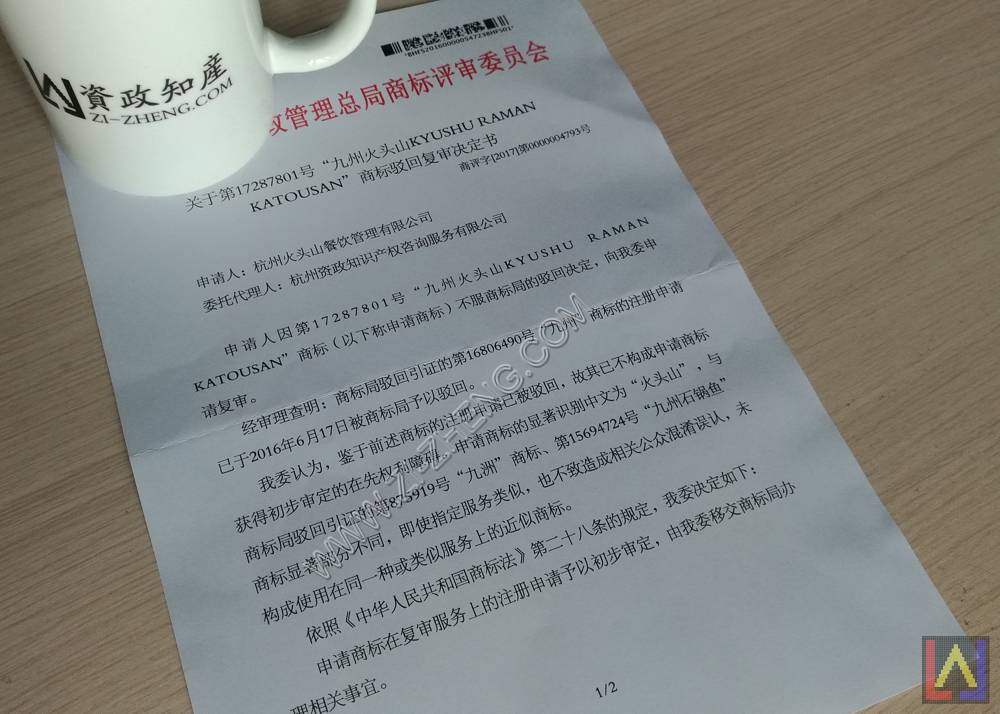 資政知産
ZI-ZHENG.COM
政管理总局商标评审委员会
关于第17287801号“九州火头山KYUSHU RAMAN
KATOUSAN”商标驳回复审决定书
商评字[2017]第0000004793号
申请人：杭州火头山餐饮管理有限公司
委托代理人：杭州资政知识产权咨询服务有限公司
申请人因第17287801号“九州火头山KYUSHU RAMAN
KATOUSAN”商标（以下称申请商标）不服商标局的驳回决定，向我委申
请复审。
经审理查明：商标局驳回引证的第16806490号“九州”商标的注册申请
已于2016年6月17日被商标局予以驳回。
我委认为，鉴于前述商标的注册申请已被驳回，故其已不构成申请商标
获得初步审定的在先权利障碍。申请商标的显著识别中文为“火头山”，与
商标局驳回引证的第875919号“九洲”商标、第15694724号“九州石锅鱼”
商标显著部分不同，即使指定服务类似，也不致造成相关公众混淆误认，未
构成使用在同一种或类似服务上的近似商标。
依照《中华人民共和国商标法》第二十八条的规定，我委决定如下：
申请商标在复审服务上的注册申请予以初步审定，由我委移交商标局办
理相关事宜。
1/2
WWW.ZI-ZHENG.COM